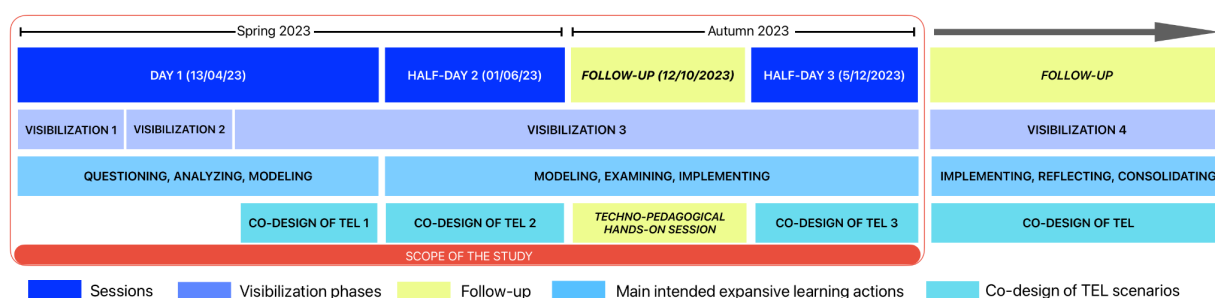 Spring 2023
Autumn 2023
DAY 1 (13/04/23)
HALF-DAY 2 (01/06/23)
FOLLOW-UP (12/10/2023)
HALF-DAY 3 (5/12/2023)
FOLLOW-UP
VISIBILIZATION 1
VISIBILIZATION 2
VISIBILIZATION 3
VISIBILIZATION 4
QUESTIONING, ANALYZING, MODELING
MODELING, EXAMINING, IMPLEMENTING
IMPLEMENTING, REFLECTING, CONSOLIDATING
CO-DESIGN OF TEL 1
CO-DESIGN OF TEL 2
TECHNO-PEDAGOGICAL
HANDS-ON SESSION
CO-DESIGN OF TEL 3
CO-DESIGN OF TEL
SCOPE OF THE STUDY
Sessions
Visibilization phases
Follow-up
Main intended expansive learning actions
Co-design of TEL scenarios